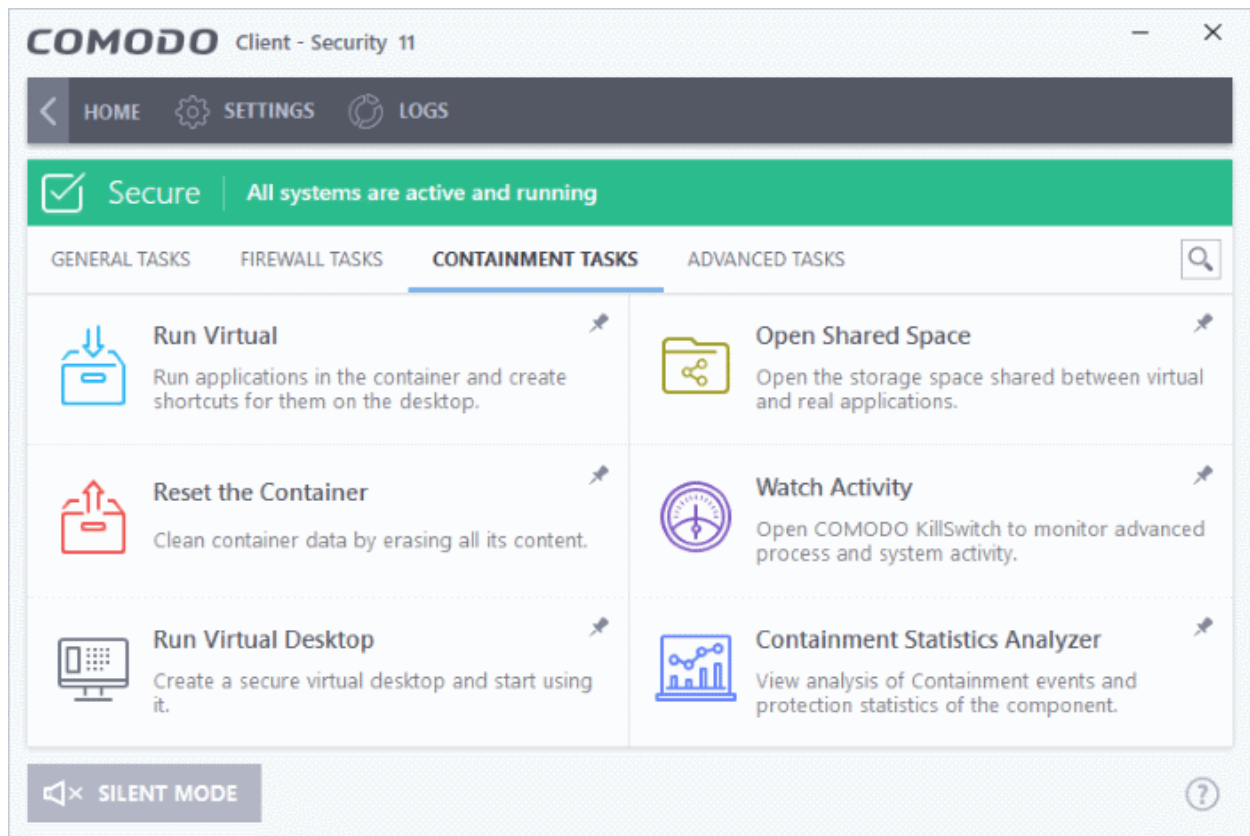 COMODO Client - Security 11
HOME SETTINGS LOGS
Secure All systems are active and running
GENERAL TASKS FIREWALL TASKS CONTAINMENT TASKS ADVANCED TASKS
Run Virtual
Run applications in the container and create
shortcuts for them on the desktop.
Open Shared Space
Open the storage space shared between virtual
and real applications.
Reset the Container
Clean container data by erasing all its content.
Watch Activity
Open COMODO KillSwitch to monitor advanced
process and system activity.
Run Virtual Desktop
Create a secure virtual desktop and start using
it.
Containment Statistics Analyzer
View analysis of Containment events and
protection statistics of the component.
SILENT MODE
?